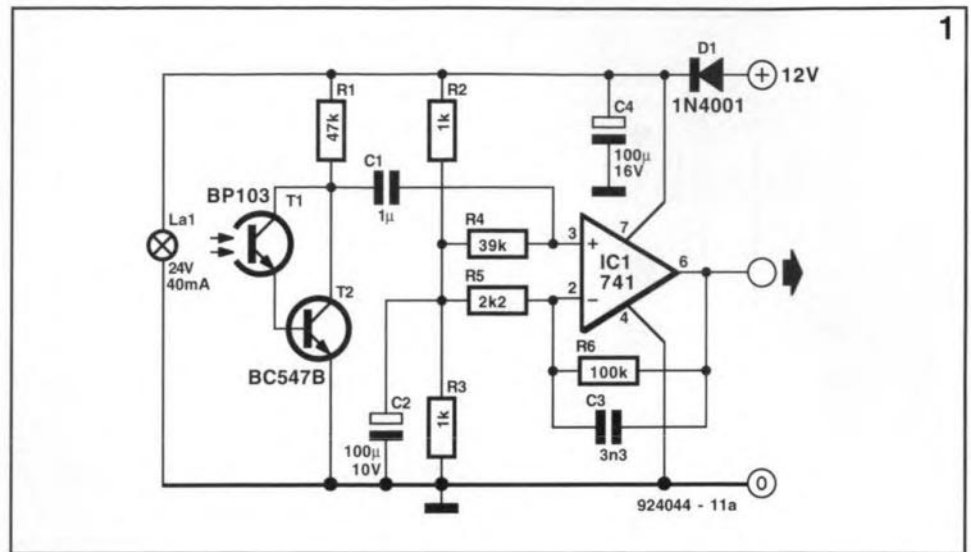 1
D1
+ 12V
1N4001
R1
47k
R2
1k
C4
100µ
16V
BP103
T1
C1
1µ
La1
24V
40mA
R4
39k
3
+
7
IC1
741
6
R5
2k2
2
−
4
T2
BC547B
R6
100k
C3
3n3
C2
100µ
10V
R3
1k
0
924044 - 11a